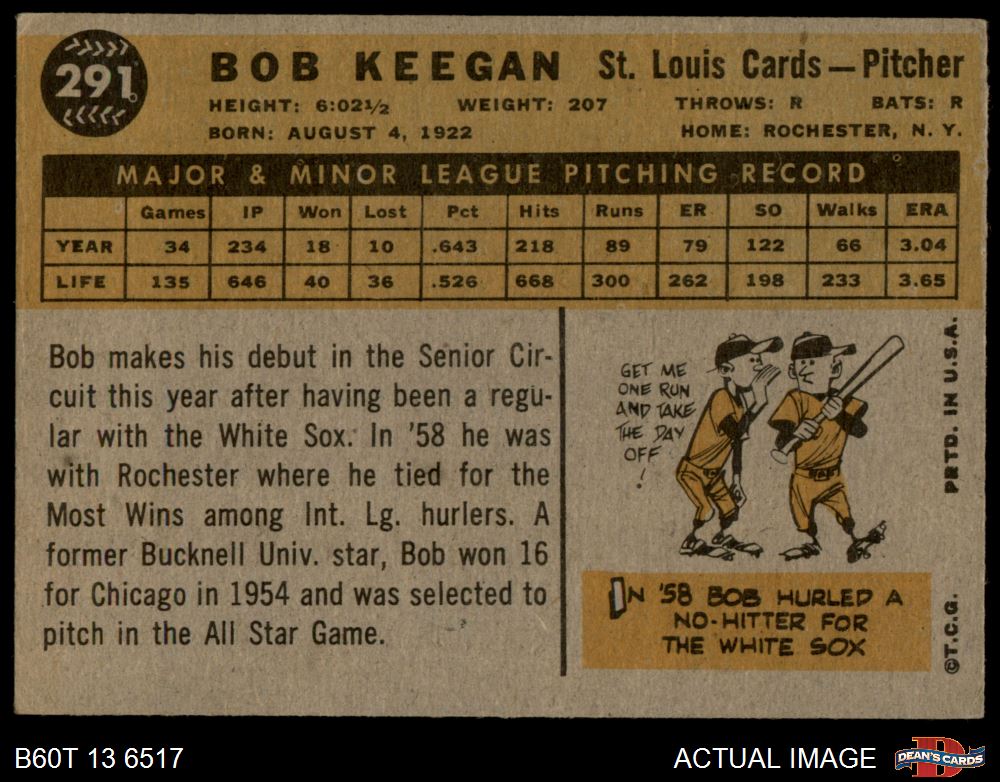 291
BOB KEEGAN St. Louis Cards—Pitcher
HEIGHT: 6:02½ WEIGHT: 207 THROWS: R BATS: R
BORN: AUGUST 4, 1922 HOME: ROCHESTER, N. Y.
MAJOR & MINOR LEAGUE PITCHING RECORD
Games IP Won Lost Pct Hits Runs ER SO Walks ERA
YEAR 34 234 18 10 .643 218 89 79 122 66 3.04
LIFE 135 646 40 36 .526 668 300 262 198 233 3.65
Bob makes his debut in the Senior Cir-
cuit this year after having been a regu-
lar with the White Sox. In '58 he was
with Rochester where he tied for the
Most Wins among Int. Lg. hurlers. A
former Bucknell Univ. star, Bob won 16
for Chicago in 1954 and was selected to
pitch in the All Star Game.
GET ME
ONE RUN
AND TAKE
THE DAY
OFF
!
IN '58 BOB HURLED A
NO-HITTER FOR
THE WHITE SOX
©T.C.G. PRTD. IN U.S.A.
B60T 13 6517 ACTUAL IMAGE
D
DEAN'S CARDS